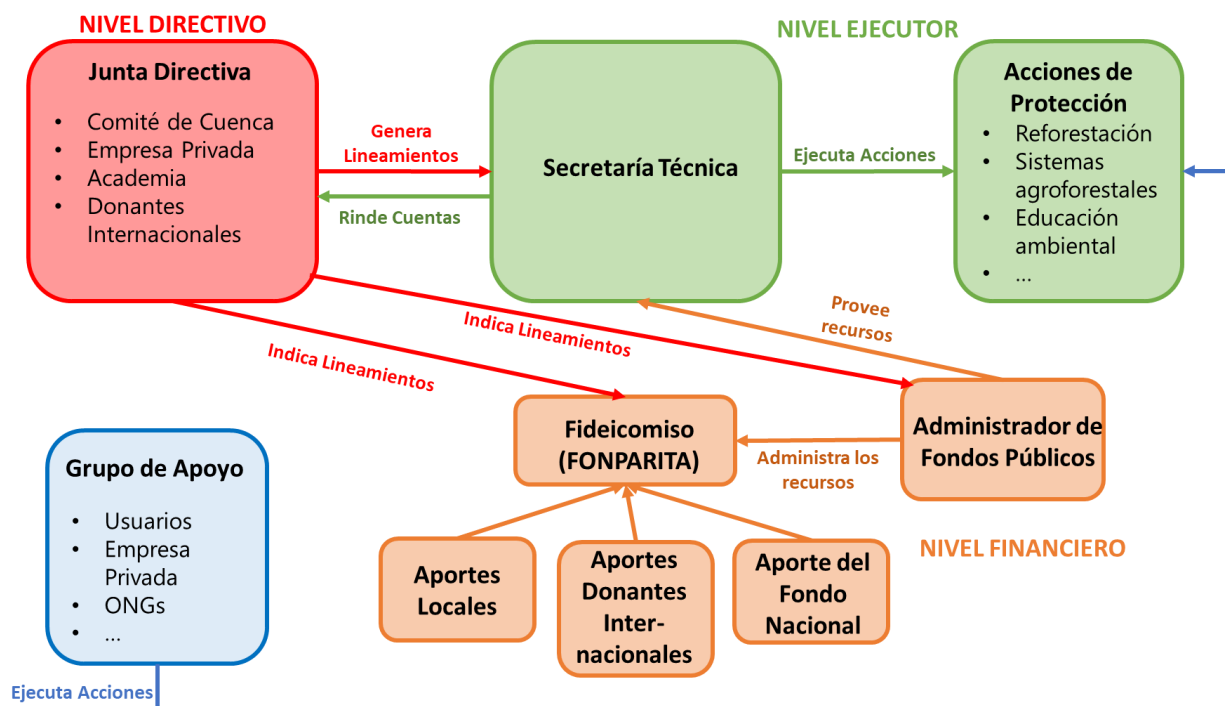 NIVEL DIRECTIVO
Junta Directiva
• Comité de Cuenca
• Empresa Privada
• Academia
• Donantes
Internacionales
Genera
Lineamientos
Rinde Cuentas
NIVEL EJECUTOR
Secretaría Técnica
Ejecuta Acciones
Acciones de
Protección
• Reforestación
• Sistemas
agroforestales
• Educación
ambiental
• ...
Indica Lineamientos
Indica Lineamientos
Provee
recursos
Fideicomiso
(FONPARITA)
Administra los
recursos
Administrador de
Fondos Públicos
NIVEL FINANCIERO
Aportes
Locales
Aportes
Donantes
Inter-
nacionales
Aporte del
Fondo
Nacional
Grupo de Apoyo
• Usuarios
• Empresa
Privada
• ONGs
• ...
Ejecuta Acciones